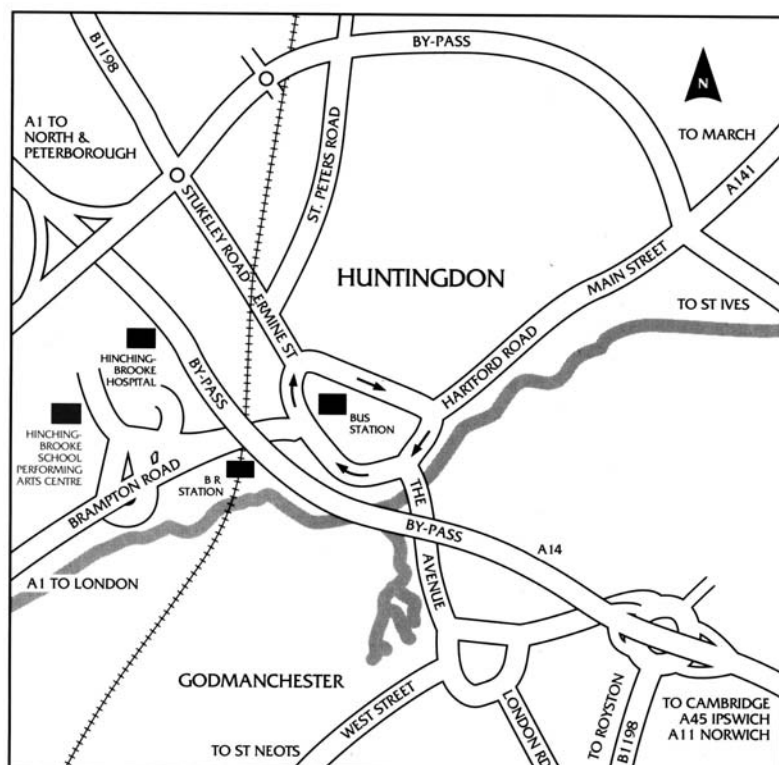 B1198
BY-PASS
N
A1 TO
NORTH &
PETERBOROUGH
ST. PETERS ROAD
TO MARCH
A141
STUKELEY ROAD
HUNTINGDON
MAIN STREET
TO ST IVES
ERMINE ST
HINCHING-
BROOKE
HOSPITAL
BY-PASS
HARTFORD ROAD
BUS
STATION
HINCHING-
BROOKE
SCHOOL
PERFORMING
ARTS CENTRE
BRAMPTON ROAD
B R
STATION
THE
AVENUE
BY-PASS
A14
A1 TO LONDON
GODMANCHESTER
WEST STREET
LONDON RD
TO ROYSTON
B1198
TO CAMBRIDGE
A45 IPSWICH
A11 NORWICH
TO ST NEOTS